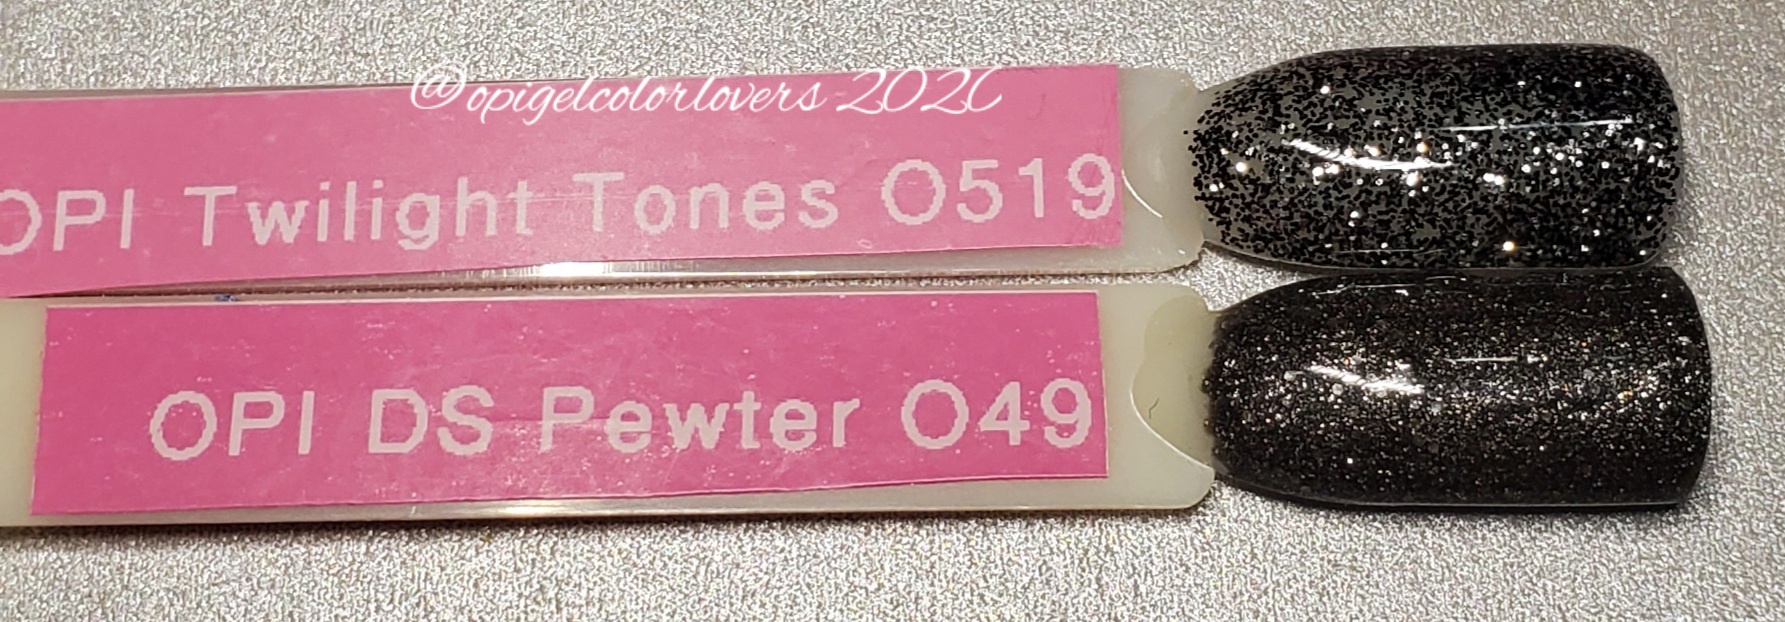 @opigelcolorlovers 2020
OPI Twilight Tones O519
OPI DS Pewter O49